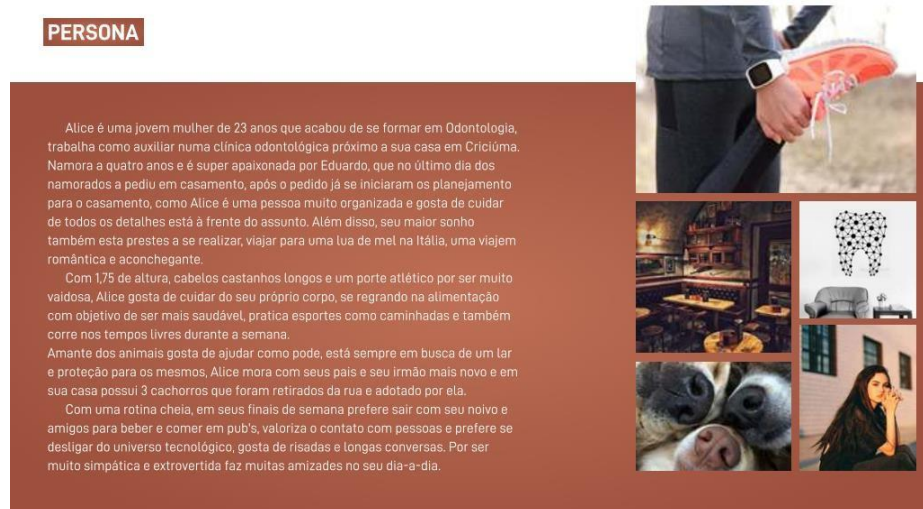 PERSONA
Alice é uma jovem mulher de 23 anos que acabou de se formar em Odontologia,
trabalha como auxiliar numa clínica odontológica próximo a sua casa em Criciúma.
Namora a quatro anos e é super apaixonada por Eduardo, que no último dia dos
namorados a pediu em casamento, após o pedido já se iniciaram os planejamento
para o casamento, como Alice é uma pessoa muito organizada e gosta de cuidar
de todos os detalhes está à frente do assunto. Além disso, seu maior sonho
também esta prestes a se realizar, viajar para uma lua de mel na Itália, uma viajem
romântica e aconchegante.
Com 1,75 de altura, cabelos castanhos longos e um porte atlético por ser muito
vaidosa, Alice gosta de cuidar do seu próprio corpo, se regrando na alimentação
com objetivo de ser mais saudável, pratica esportes como caminhadas e também
corre nos tempos livres durante a semana.
Amante dos animais gosta de ajudar como pode, está sempre em busca de um lar
e proteção para os mesmos, Alice mora com seus pais e seu irmão mais novo e em
sua casa possui 3 cachorros que foram retirados da rua e adotado por ela.
Com uma rotina cheia, em seus finais de semana prefere sair com seu noivo e
amigos para beber e comer em pub's, valoriza o contato com pessoas e prefere se
desligar do universo tecnológico, gosta de risadas e longas conversas. Por ser
muito simpática e extrovertida faz muitas amizades no seu dia-a-dia.